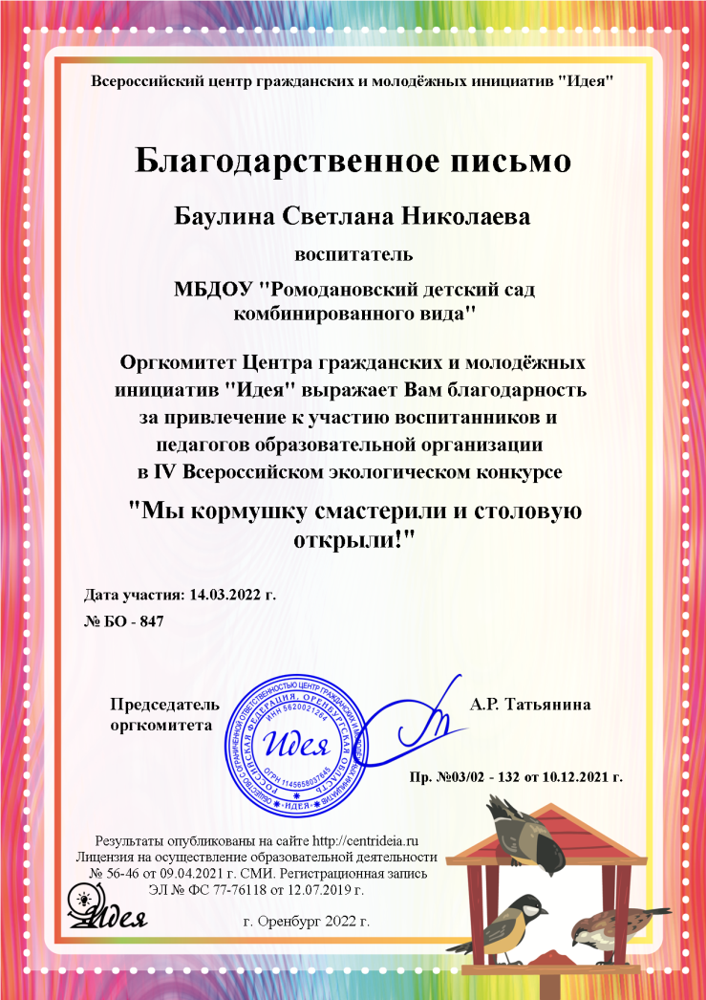 Всероссийский центр гражданских и молодёжных инициатив "Идея"
Благодарственное письмо
Баулина Светлана Николаева
воспитатель
МБДОУ "Ромодановский детский сад
комбинированного вида"
Оргкомитет Центра гражданских и молодёжных
инициатив "Идея" выражает Вам благодарность
за привлечение к участию воспитанников и
педагогов образовательной организации
в IV Всероссийском экологическом конкурсе
"Мы кормушку смастерили и столовую
открыли!"
Дата участия: 14.03.2022 г.
№ БО - 847
Председатель
оргкомитета
ОБЩЕСТВО С ОГРАНИЧЕННОЙ ОТВЕТСТВЕННОСТЬЮ ЦЕНТР ГРАЖДАНСКИХ И МОЛОДЕЖНЫХ ИНИЦИАТИВ
"ИДЕЯ"
РОССИЙСКАЯ ФЕДЕРАЦИЯ, ОРЕНБУРГСКАЯ ОБЛАСТЬ
ИНН 5620021264
Идея
ОГРН 1145658037645
А.Р. Татьянина
Пр. №03/02 - 132 от 10.12.2021 г.
Результаты опубликованы на сайте http://centrideia.ru
Лицензия на осуществление образовательной деятельности
№ 56-46 от 09.04.2021 г. СМИ. Регистрационная запись
ЭЛ № ФС 77-76118 от 12.07.2019 г.
Идея
г. Оренбург 2022 г.